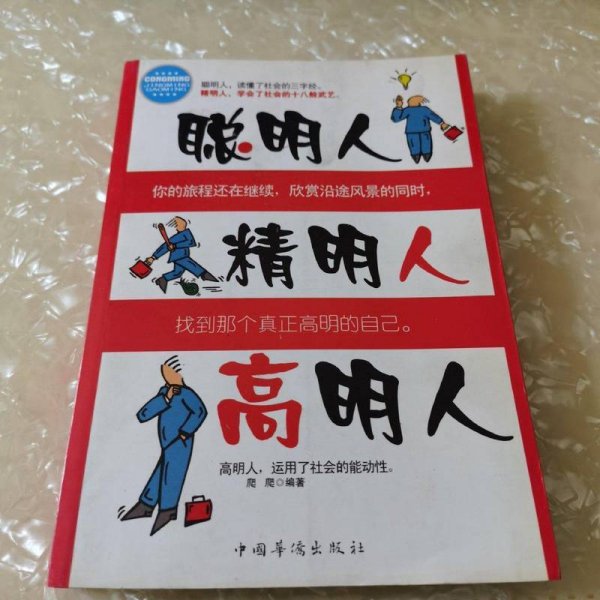 CONGMING
JINGMING
GAOMING
聪明人，读懂了社会的三字经。
精明人，学会了社会的十八般武艺。
聪明人
你的旅程还在继续，欣赏沿途风景的同时，
精明人
找到那个真正高明的自己。
高明人
高明人，运用了社会的能动性。
爬 爬◎编著
中国华侨出版社